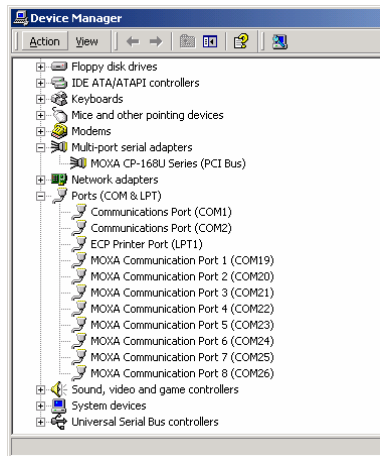 Device Manager
Action View
Floppy disk drives
IDE ATA/ATAPI controllers
Keyboards
Mice and other pointing devices
Modems
Multi-port serial adapters
MOXA CP-168U Series (PCI Bus)
Network adapters
Ports (COM & LPT)
Communications Port (COM1)
Communications Port (COM2)
ECP Printer Port (LPT1)
MOXA Communication Port 1 (COM19)
MOXA Communication Port 2 (COM20)
MOXA Communication Port 3 (COM21)
MOXA Communication Port 4 (COM22)
MOXA Communication Port 5 (COM23)
MOXA Communication Port 6 (COM24)
MOXA Communication Port 7 (COM25)
MOXA Communication Port 8 (COM26)
Sound, video and game controllers
System devices
Universal Serial Bus controllers